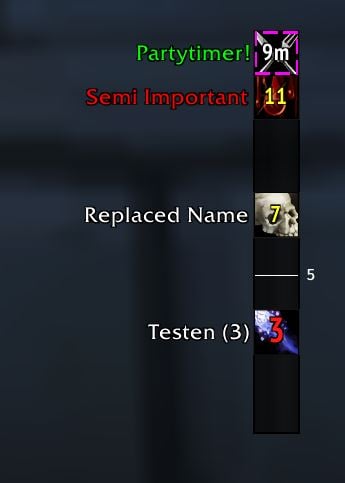 Partytimer! 9m
Semi Important 11
Replaced Name 7
5
Testen (3) 3